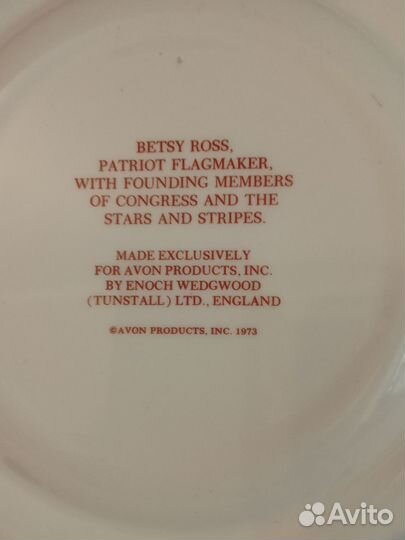 BETSY ROSS,
PATRIOT FLAGMAKER,
WITH FOUNDING MEMBERS
OF CONGRESS AND THE
STARS AND STRIPES.
MADE EXCLUSIVELY
FOR AVON PRODUCTS, INC.
BY ENOCH WEDGWOOD
(TUNSTALL) LTD., ENGLAND
©AVON PRODUCTS, INC. 1973
Avito